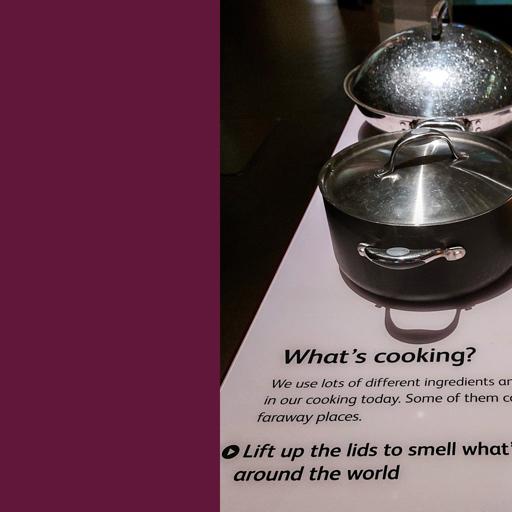 What's cooking?
We use lots of different ingredients
in our cooking today. Some of them
faraway places.
Lift up the lids to smell what'
around the world